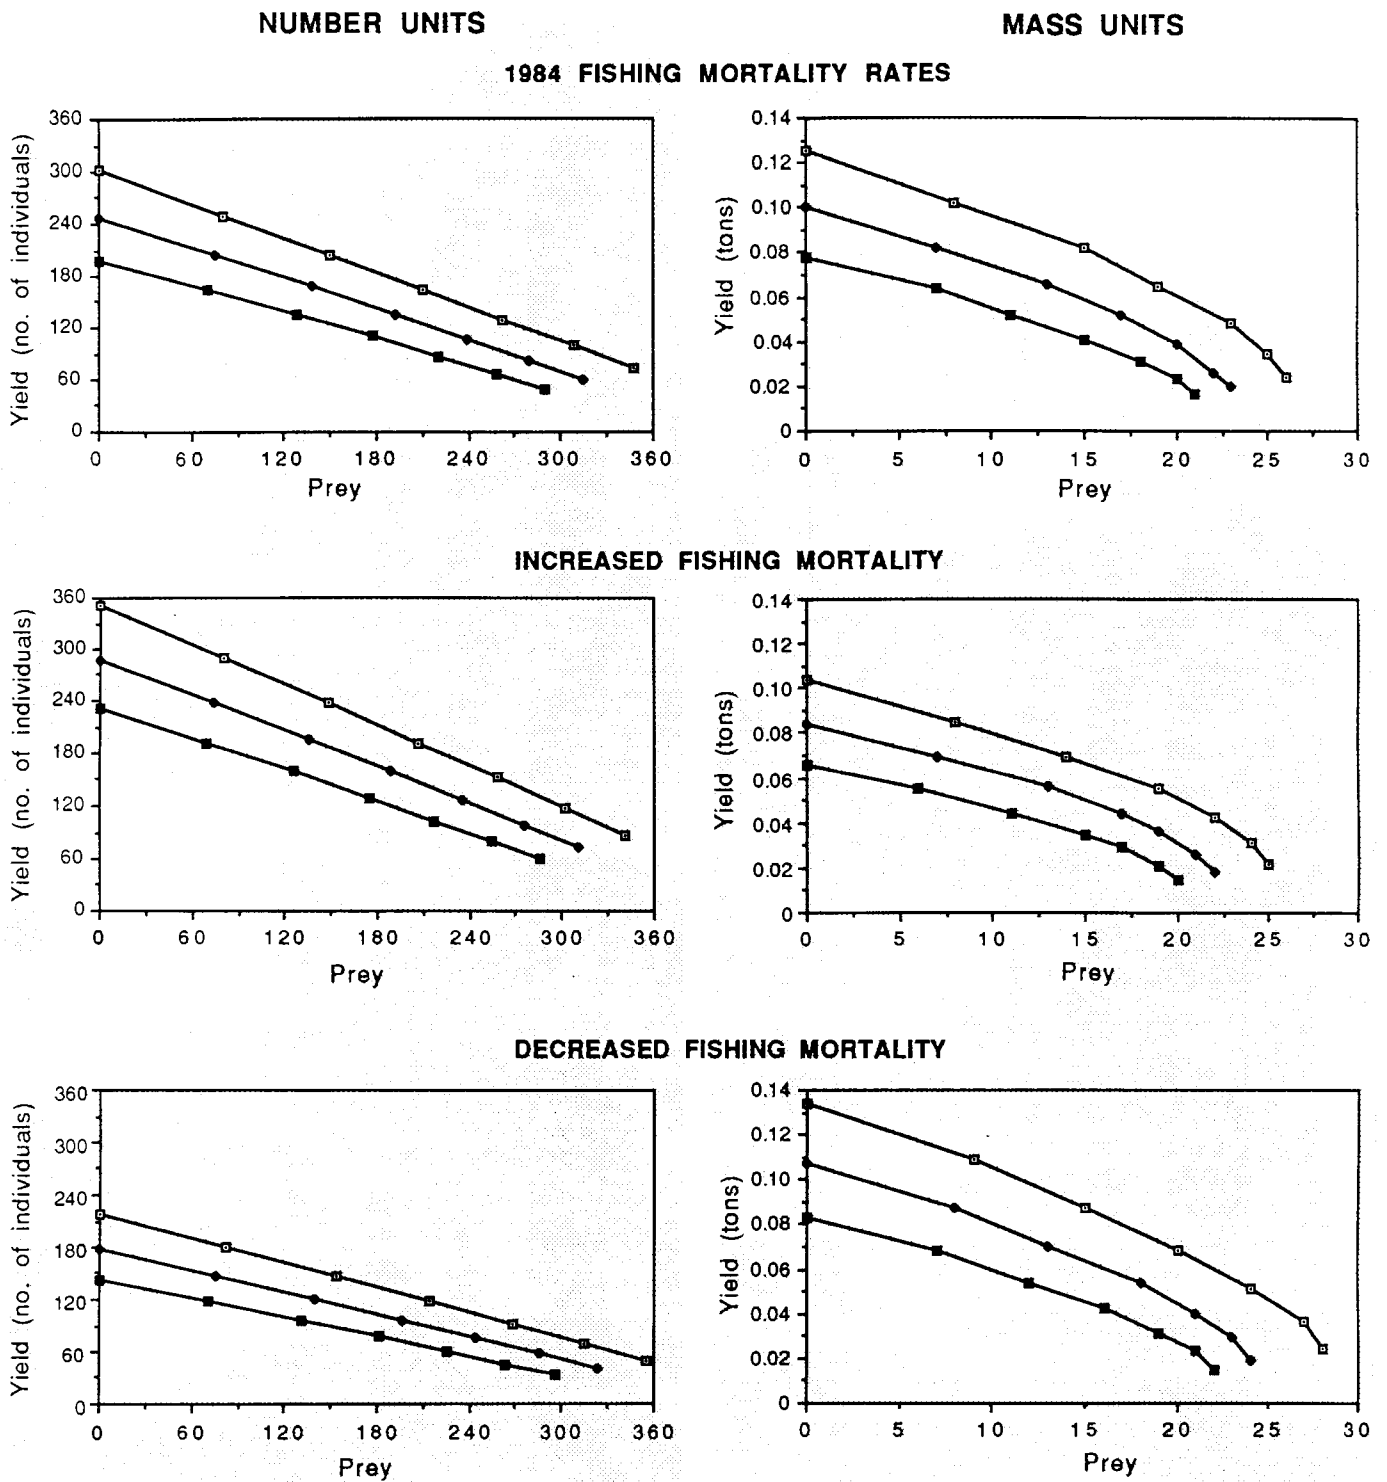 NUMBER UNITS
MASS UNITS
1984 FISHING MORTALITY RATES
Yield (no. of individuals)
360
300
240
180
120
60
0
0 60 120 180 240 300 360
Prey
Yield (tons)
0.14
0.12
0.10
0.08
0.06
0.04
0.02
0
0 5 10 15 20 25 30
Prey
INCREASED FISHING MORTALITY
Yield (no. of individuals)
360
300
240
180
120
60
0
0 60 120 180 240 300 360
Prey
Yield (tons)
0.14
0.12
0.10
0.08
0.06
0.04
0.02
0
0 5 10 15 20 25 30
Prey
DECREASED FISHING MORTALITY
Yield (no. of individuals)
360
300
240
180
120
60
0
0 60 120 180 240 300 360
Prey
Yield (tons)
0.14
0.12
0.10
0.08
0.06
0.04
0.02
0
0 5 10 15 20 25 30
Prey